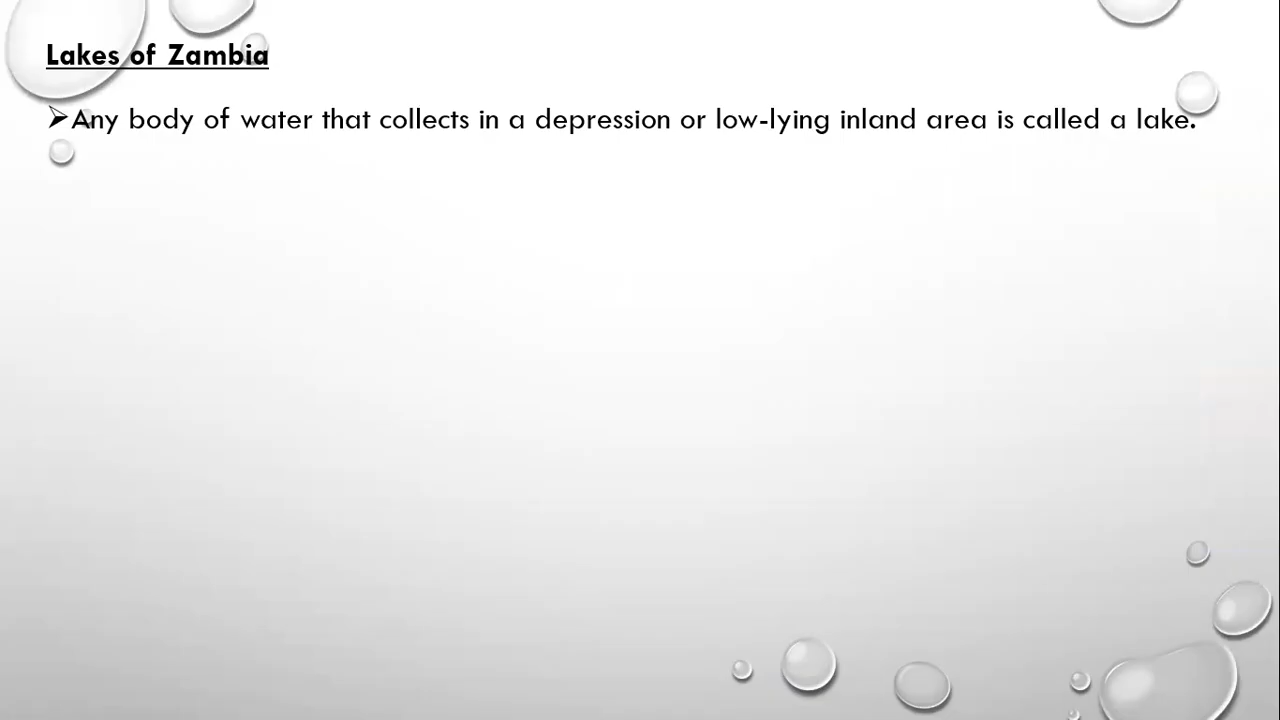 Lakes of Zambia
➢Any body of water that collects in a depression or low-lying inland area is called a lake.